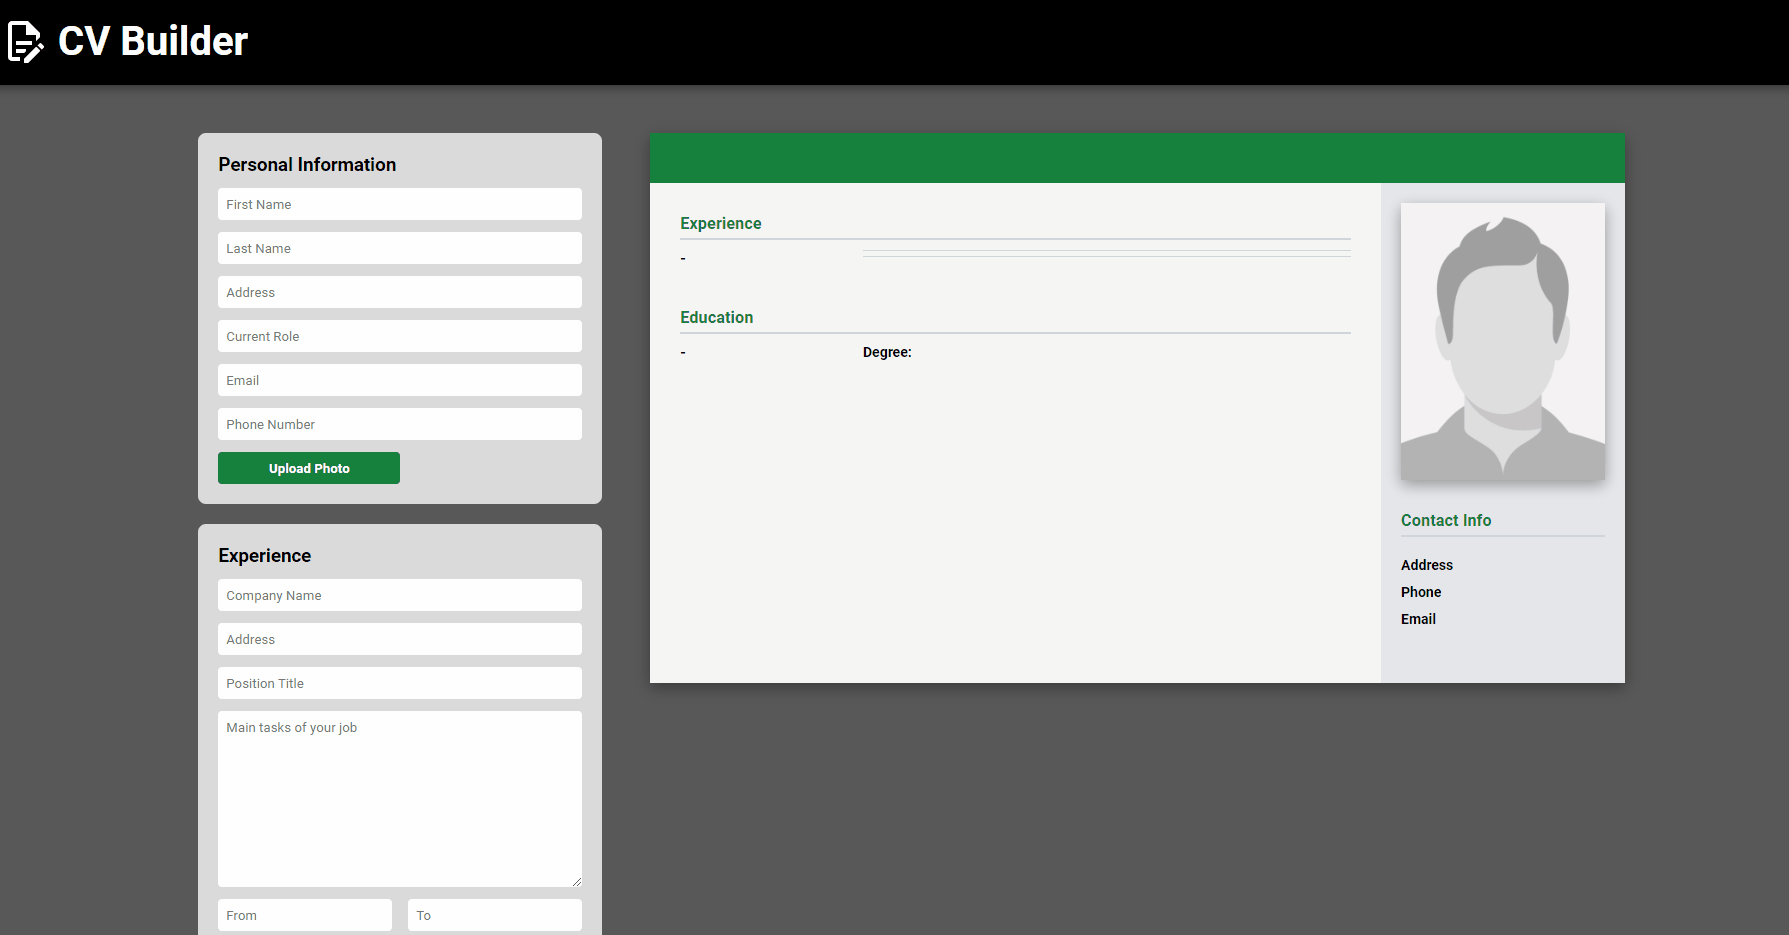 CV Builder
Personal Information
First Name
Last Name
Address
Current Role
Email
Phone Number
Upload Photo
Experience
Company Name
Address
Position Title
Main tasks of your job
From To
Experience
-
Education
- Degree:
Contact Info
Address
Phone
Email